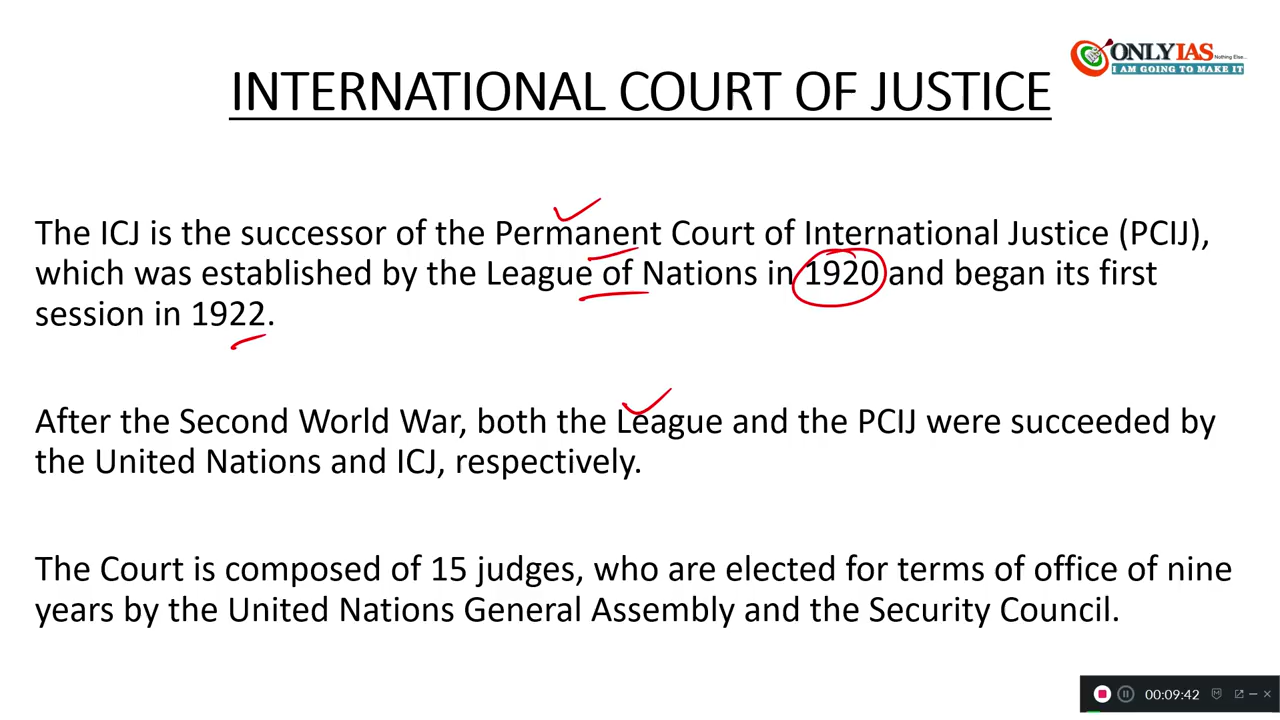 ONLYIAS
Nothing Else...
I AM GOING TO MAKE IT
INTERNATIONAL COURT OF JUSTICE
The ICJ is the successor of the Permanent Court of International Justice (PCIJ),
which was established by the League of Nations in 1920 and began its first
session in 1922.
After the Second World War, both the League and the PCIJ were succeeded by
the United Nations and ICJ, respectively.
The Court is composed of 15 judges, who are elected for terms of office of nine
years by the United Nations General Assembly and the Security Council.
00:09:42